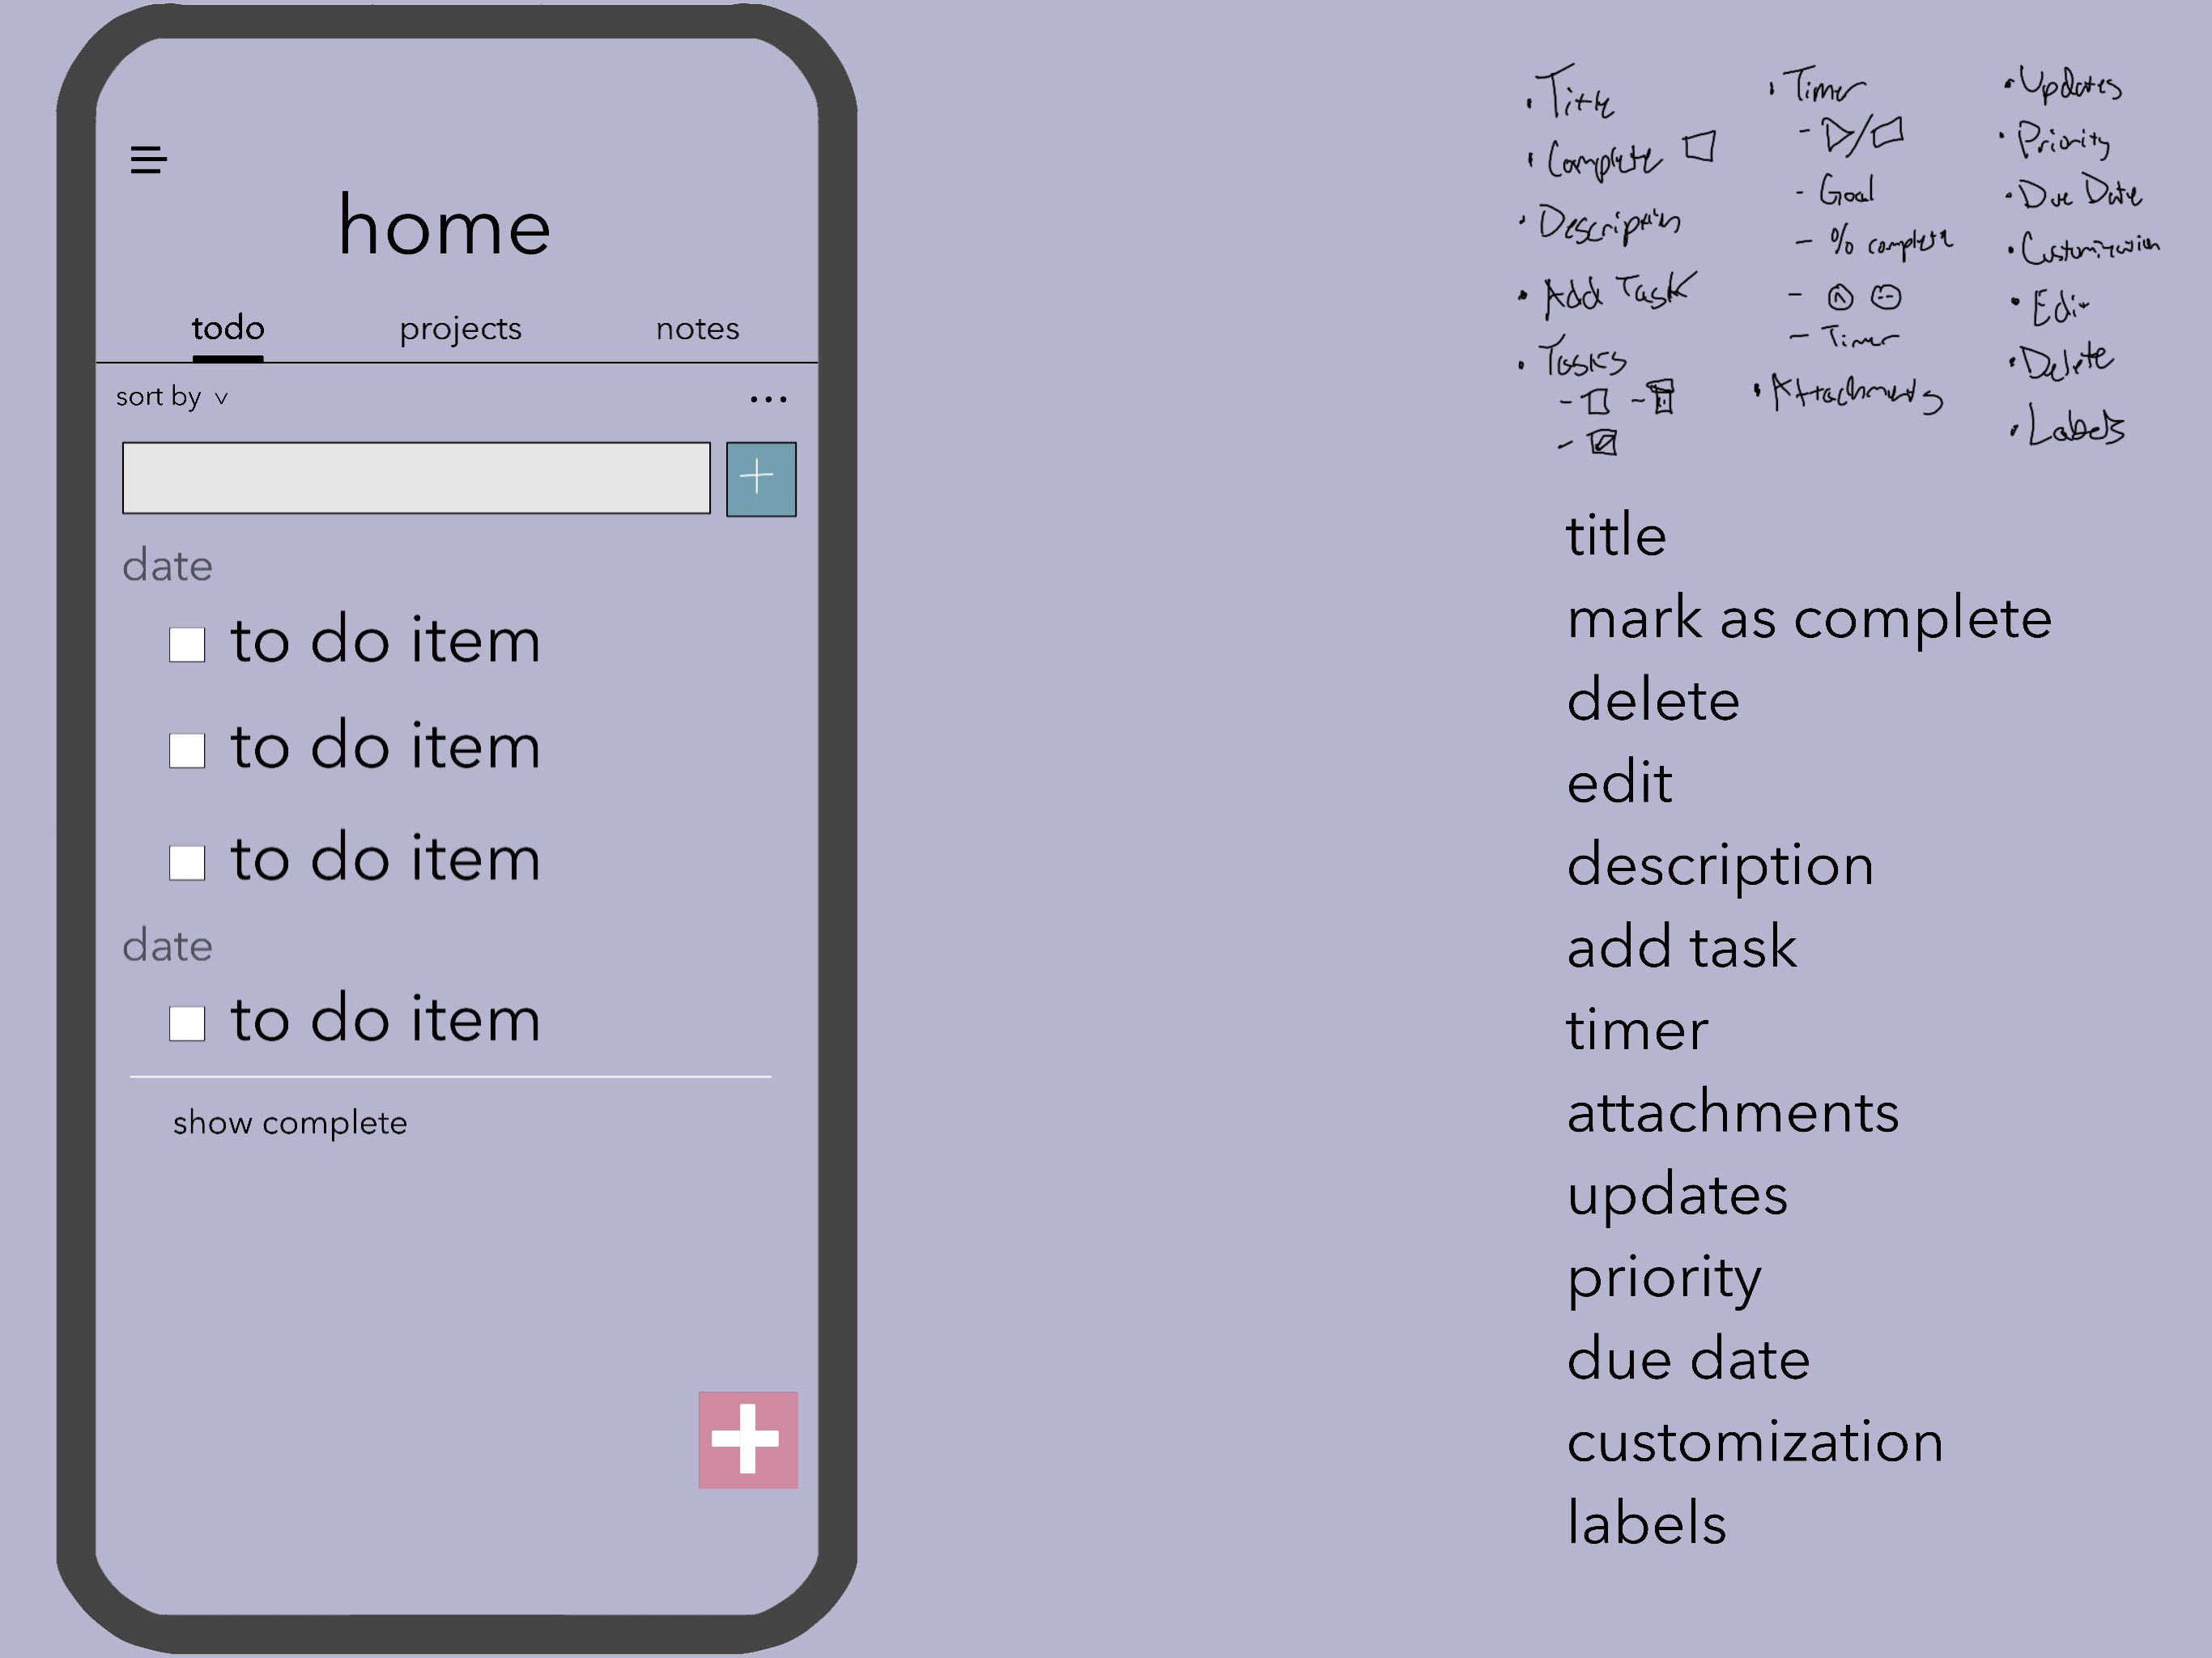 home
todo projects notes
sort by v
date
to do item
to do item
to do item
date
to do item
show complete
• Title
• Complete
• Description
• Add Task
• Tasks
• Timer
- Goal
- % complete
- Timer
• Attachments
• Updates
• Priority
• Due Date
• Customization
• Edit
• Delete
• Labels
title
mark as complete
delete
edit
description
add task
timer
attachments
updates
priority
due date
customization
labels